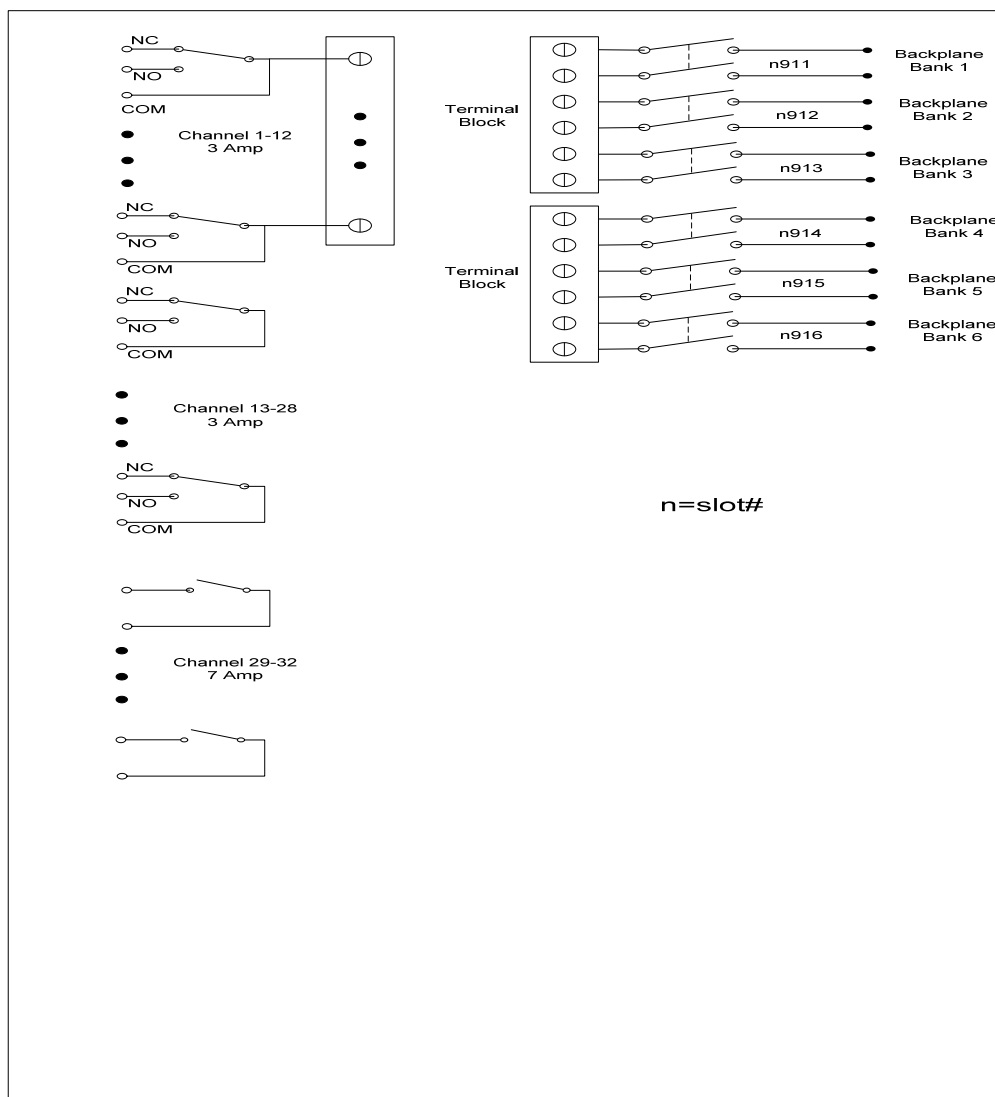 NC
NO
COM
Channel 1-12
3 Amp
NC
NO
COM
NC
NO
COM
Channel 13-28
3 Amp
NC
NO
COM
Channel 29-32
7 Amp
Terminal
Block
n911
Backplane
Bank 1
n912
Backplane
Bank 2
n913
Backplane
Bank 3
Terminal
Block
n914
Backplane
Bank 4
n915
Backplane
Bank 5
n916
Backplane
Bank 6
n=slot#